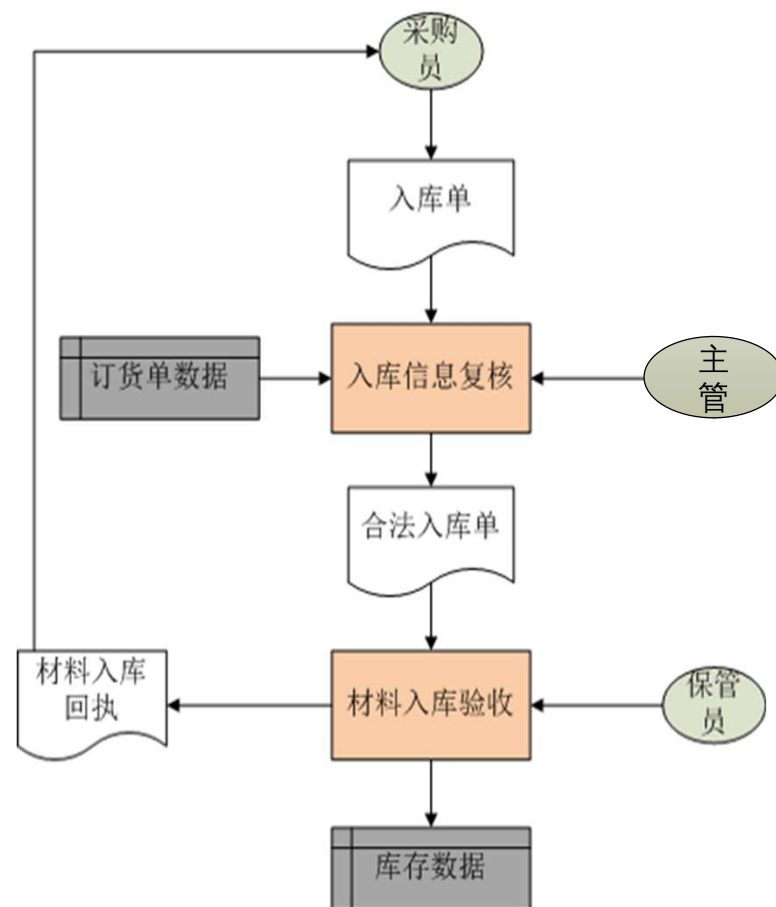 采购
员
入库单
订货单数据
入库信息复核
主
管
合法入库单
材料入库
回执
材料入库验收
保管
员
库存数据